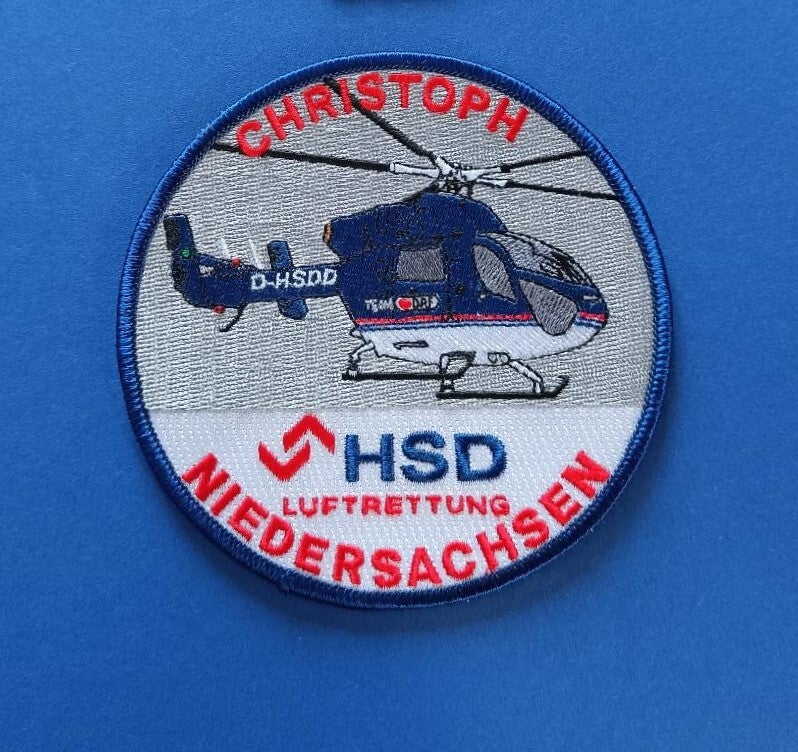 CHRISTOPH
D-HSDD
TEAM DRF
HSD
LUFTRETTUNG
NIEDERSACHSEN